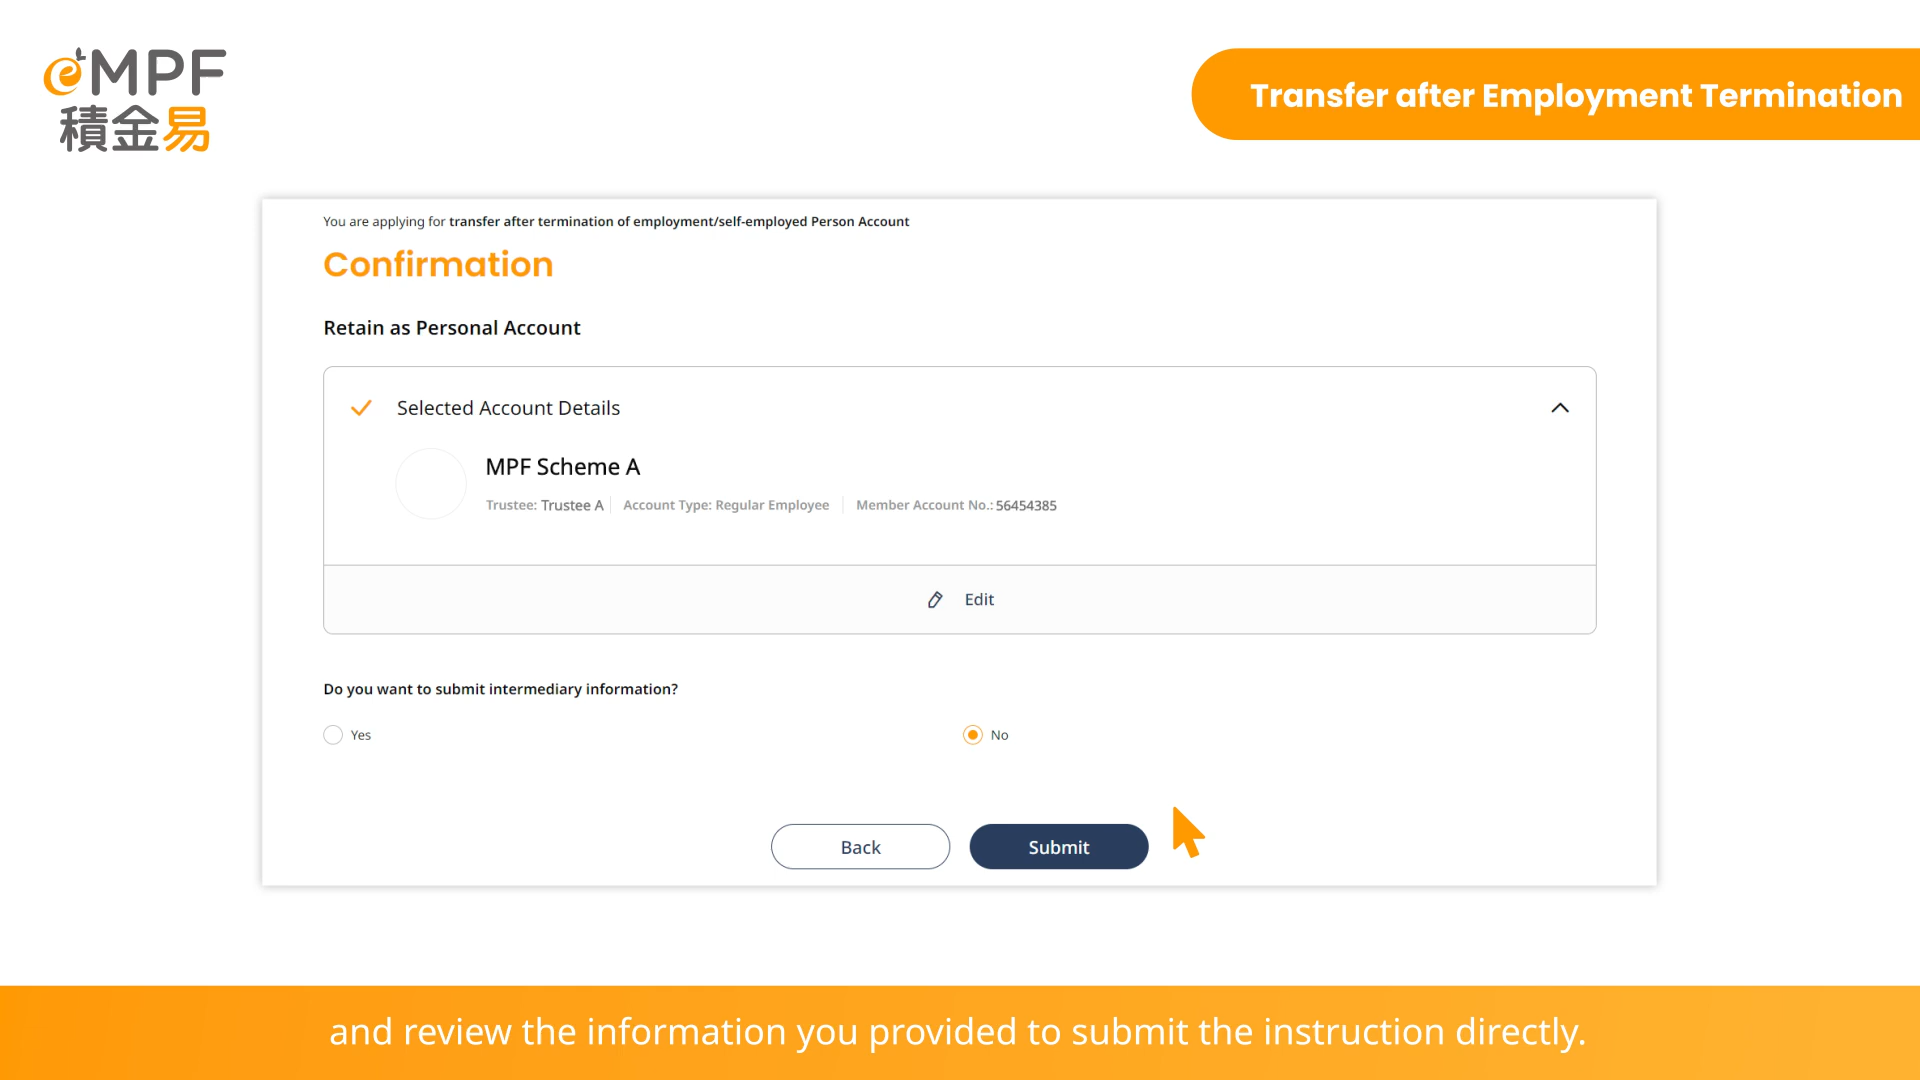 eMPF
積金易
Transfer after Employment Termination
You are applying for transfer after termination of employment/self-employed Person Account
Confirmation
Retain as Personal Account
Selected Account Details
MPF Scheme A
Trustee: Trustee A | Account Type: Regular Employee | Member Account No.: 56454385
Edit
Do you want to submit intermediary information?
Yes No
Back Submit
and review the information you provided to submit the instruction directly.